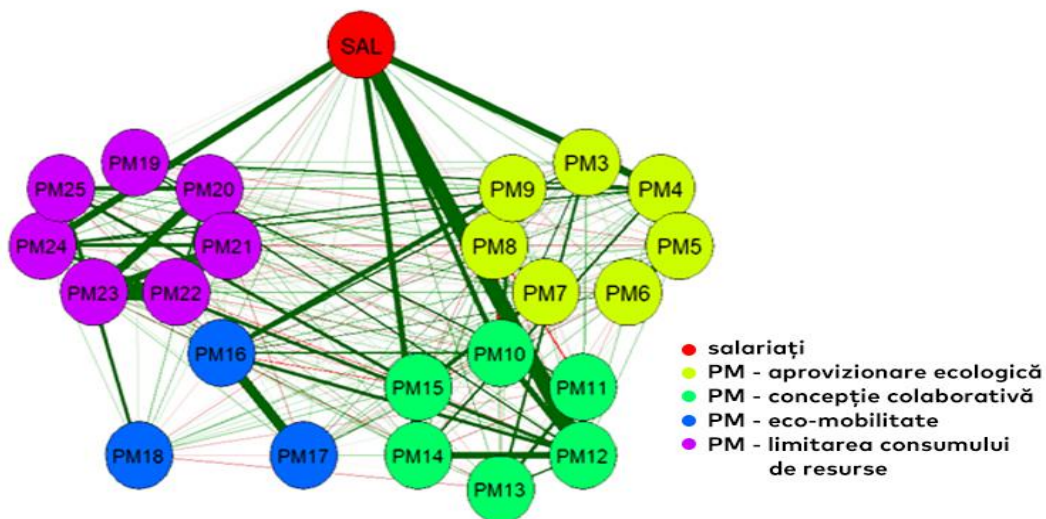 SAL
PM19
PM3
PM25
PM20
PM9
PM4
PM24
PM21
PM8
PM5
PM23
PM22
PM7
PM6
PM16
PM10
PM15
PM11
PM18
PM17
PM14
PM12
PM13
salariați
PM - aprovizionare ecologică
PM - concepție colaborativă
PM - eco-mobilitate
PM - limitarea consumului
de resurse